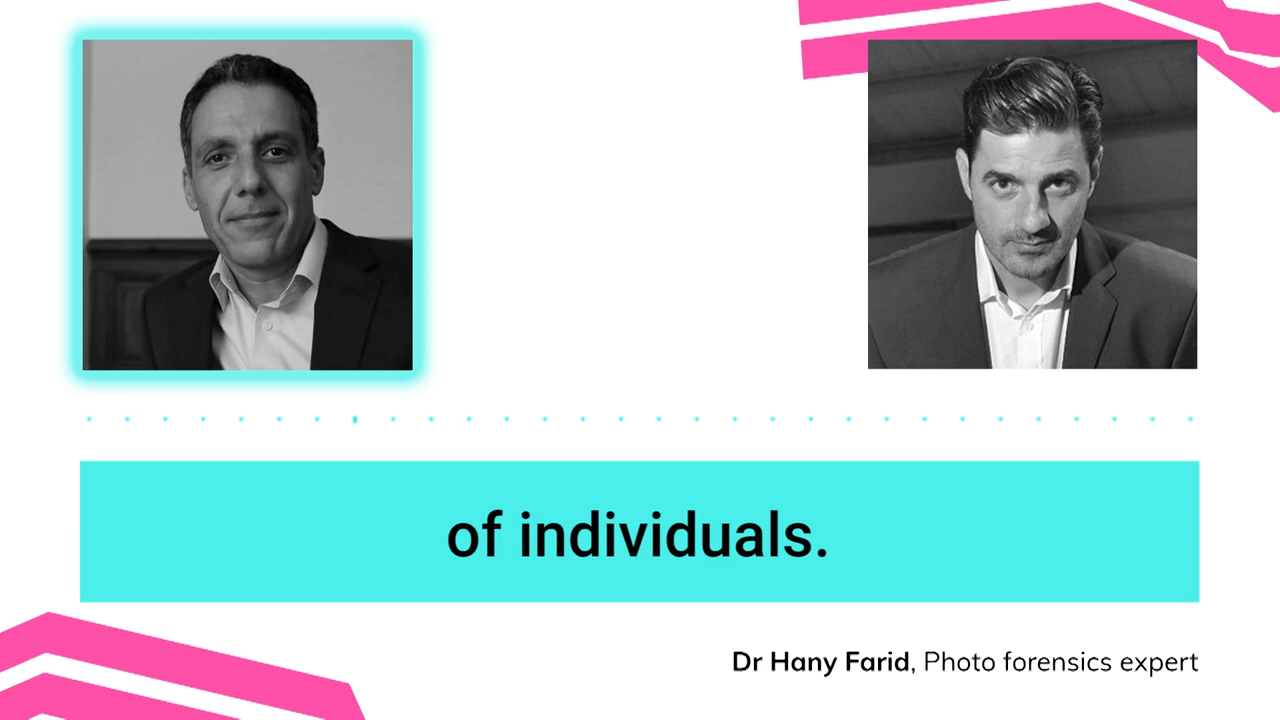 of individuals.
Dr Hany Farid, Photo forensics expert